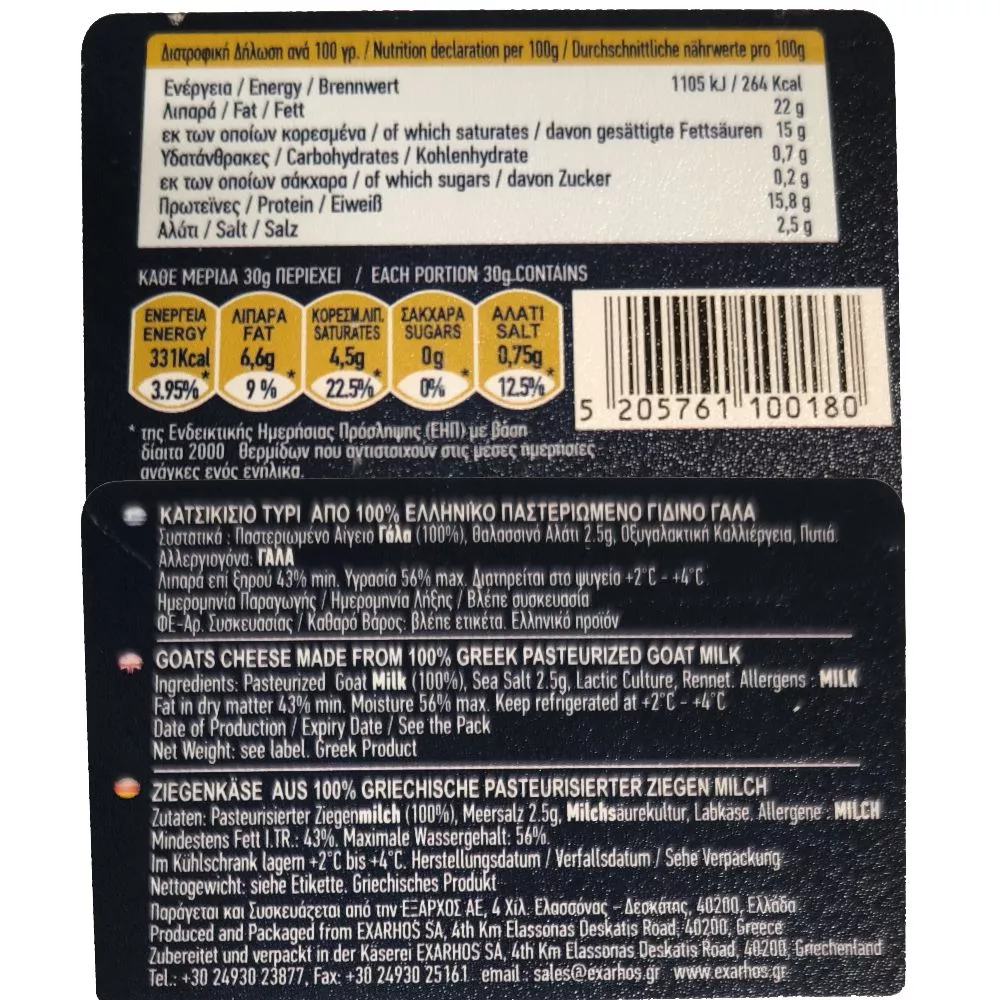 Διατροφική Δήλωση ανά 100 γρ. / Nutrition declaration per 100g / Durchschnittliche nährwerte pro 100g
Ενέργεια / Energy / Brennwert 1105 kJ / 264 Kcal
Λιπαρά / Fat / Fett 22 g
εκ των οποίων κορεσμένα / of which saturates / davon gesättigte Fettsäuren 15 g
Υδατάνθρακες / Carbohydrates / Kohlenhydrate 0,7 g
εκ των οποίων σάκχαρα / of which sugars / davon Zucker 0,2 g
Πρωτεϊνες / Protein / Eiweiß 15,8 g
Αλάτι / Salt / Salz 2,5 g
ΚΑΘΕ ΜΕΡΙΔΑ 30g ΠΕΡΙΕΧΕΙ / EACH PORTION 30g CONTAINS
ΕΝΕΡΓΕΙΑ ΛΙΠΑΡΑ ΚΟΡΕΣΜ.ΛΙΠ. ΣΑΚΧΑΡΑ ΑΛΑΤΙ
ENERGY FAT SATURATES SUGARS SALT
331Kcal 6,6g 4,5g 0g 0,75g
3.95%* 9 %* 22.5%* 0%* 12.5%*
5 205761 100180
* της Ενδεικτικής Ημερήσιας Πρόσληψης (ΕΗΠ) με βάση
δίαιτα 2000 θερμίδων που αντιστοιχουν στις μέσες ημερήσιες
ανάγκες ενός ενήλικα.
ΚΑΤΣΙΚΙΣΙΟ ΤΥΡΙ ΑΠΟ 100% ΕΛΛΗΝΙΚΟ ΠΑΣΤΕΡΙΩΜΕΝΟ ΓΙΔΙΝΟ ΓΑΛΑ
Συστατικά : Παστεριωμένο Αίγειο Γάλα (100%), Θαλασσινό Αλάτι 2.5g, Οξυγαλακτική Καλλιέργεια, Πυτιά.
Αλλεργιογόνα: ΓΑΛΑ
Λιπαρά επί ξηρού 43% min. Υγρασία 56% max. Διατηρείται στο ψυγείο +2°C - +4°C
Ημερομηνία Παραγωγής / Ημερομηνία Λήξης / Βλέπε συσκευασία
ΦΕ-Αρ. Συσκευασίας / Καθαρό Βάρος: βλέπε ετικέτα. Ελληνικό προϊόν
GOATS CHEESE MADE FROM 100% GREEK PASTEURIZED GOAT MILK
Ingredients: Pasteurized Goat Milk (100%), Sea Salt 2.5g, Lactic Culture, Rennet. Allergens : MILK
Fat in dry matter 43% min. Moisture 56% max. Keep refrigerated at +2°C - +4°C
Date of Production / Expiry Date / See the Pack
Net Weight: see label. Greek Product
ZIEGENKÄSE AUS 100% GRIECHISCHE PASTEURISIERTER ZIEGEN MILCH
Zutaten: Pasteurisierter Ziegenmilch (100%), Meersalz 2.5g, Milchsäurekultur, Labkäse. Allergene : MILCH
Mindestens Fett I.TR.: 43%. Maximale Wassergehalt: 56%.
Im Kühlschrank lagern +2°C bis +4°C. Herstellungsdatum / Verfallsdatum / Sehe Verpackung
Nettogewicht: siehe Etikette. Griechisches Produkt
Παράγεται και Συσκευάζεται από την ΕΞΑΡΧΟΣ ΑΕ, 4 Χιλ. Ελασσόνας - Δεσκάτης, 40200, Ελλάδα
Produced and Packaged from EXARHOS SA, 4th Km Elassonas Deskatis Road, 40200, Greece
Zubereitet und verpackt in der Käserei EXARHOS SA, 4th Km Elassonas Deskatis Road, 40200, Griechenland
Tel.: +30 24930 23877, Fax: +30 24930 25161 email : sales@exarhos.gr www.exarhos.gr